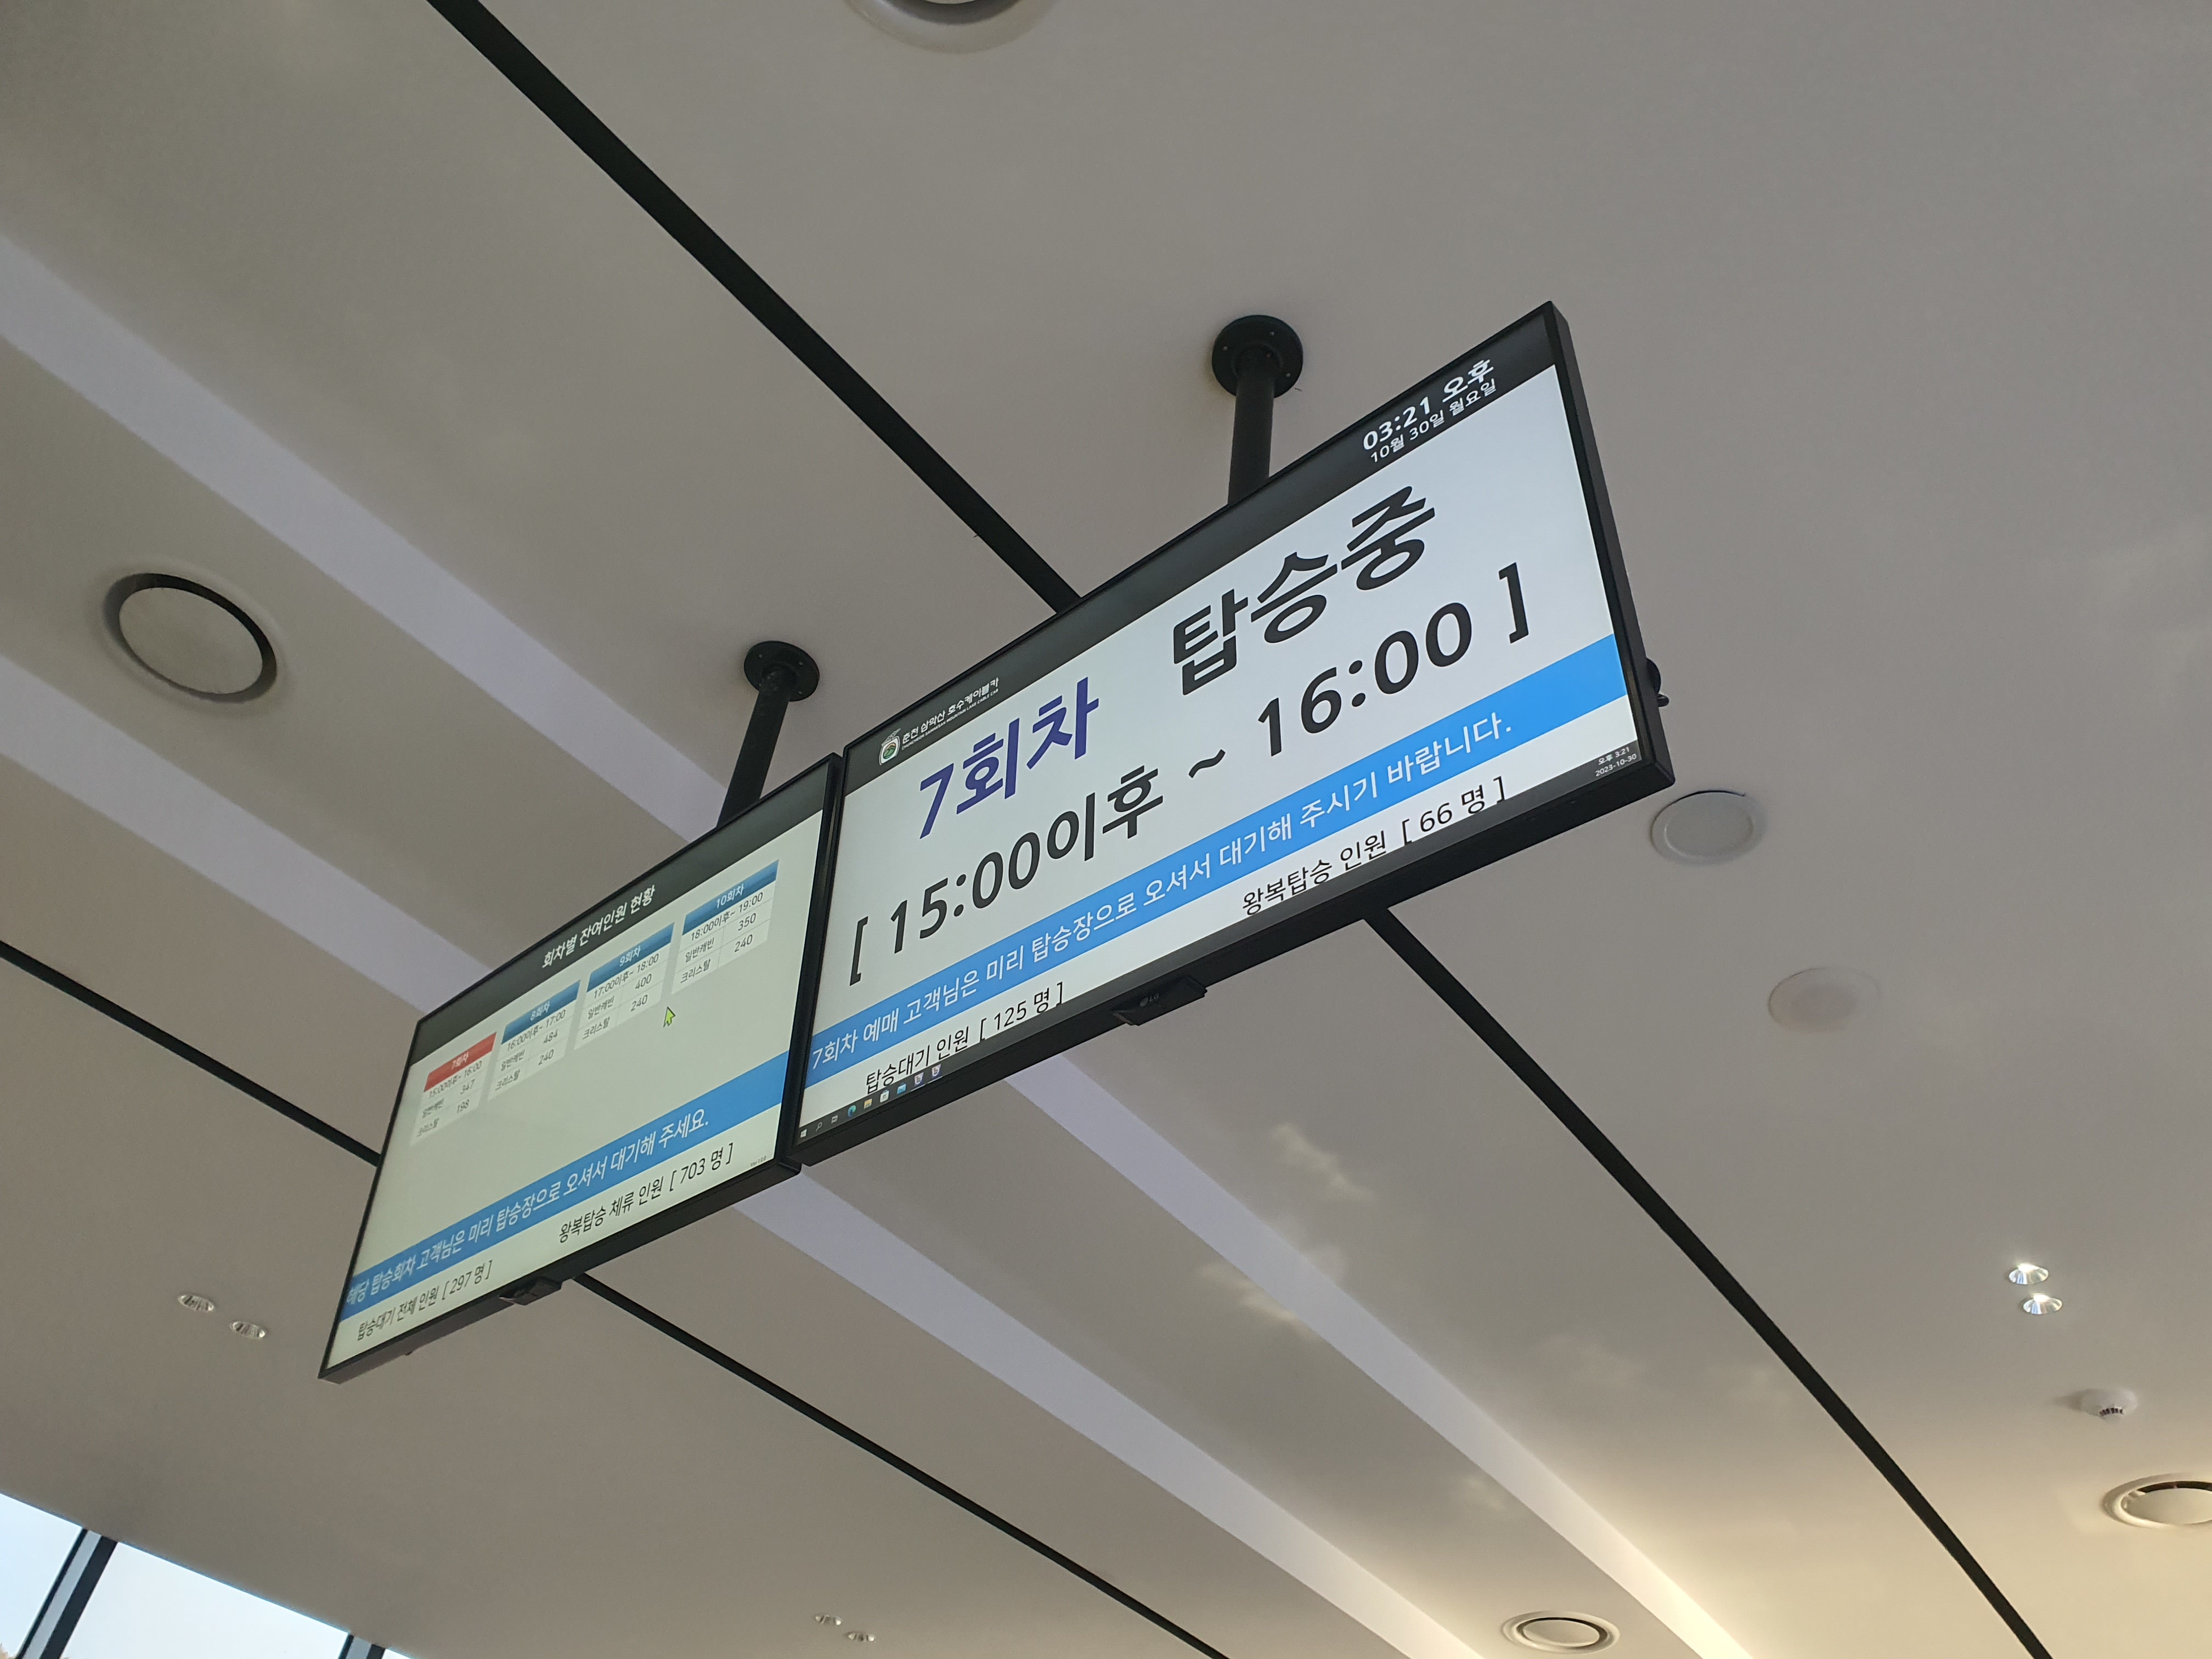 회차별 잔여인원 현황
7회차
15:00이후~ 16:00
일반캐빈 347
크리스탈 198
8회차
16:00이후~ 17:00
일반캐빈 484
크리스탈 240
9회차
17:00이후~ 18:00
일반캐빈 400
크리스탈 240
10회차
18:00이후~ 19:00
일반캐빈 350
크리스탈 240
해당 탑승회차 고객님은 미리 탑승장으로 오셔서 대기해 주세요.
탑승대기 전체 인원 [ 297 명 ]
왕복탑승 체류 인원 [ 703 명 ]
춘천 삼악산 호수케이블카
03:21 오후
10월 30일 월요일
7회차 탑승중
[ 15:00이후 ~ 16:00 ]
7회차 예매 고객님은 미리 탑승장으로 오셔서 대기해 주시기 바랍니다.
탑승대기 인원 [ 125 명 ]
왕복탑승 인원 [ 66 명 ]
오후 3:21
2023-10-30
LG